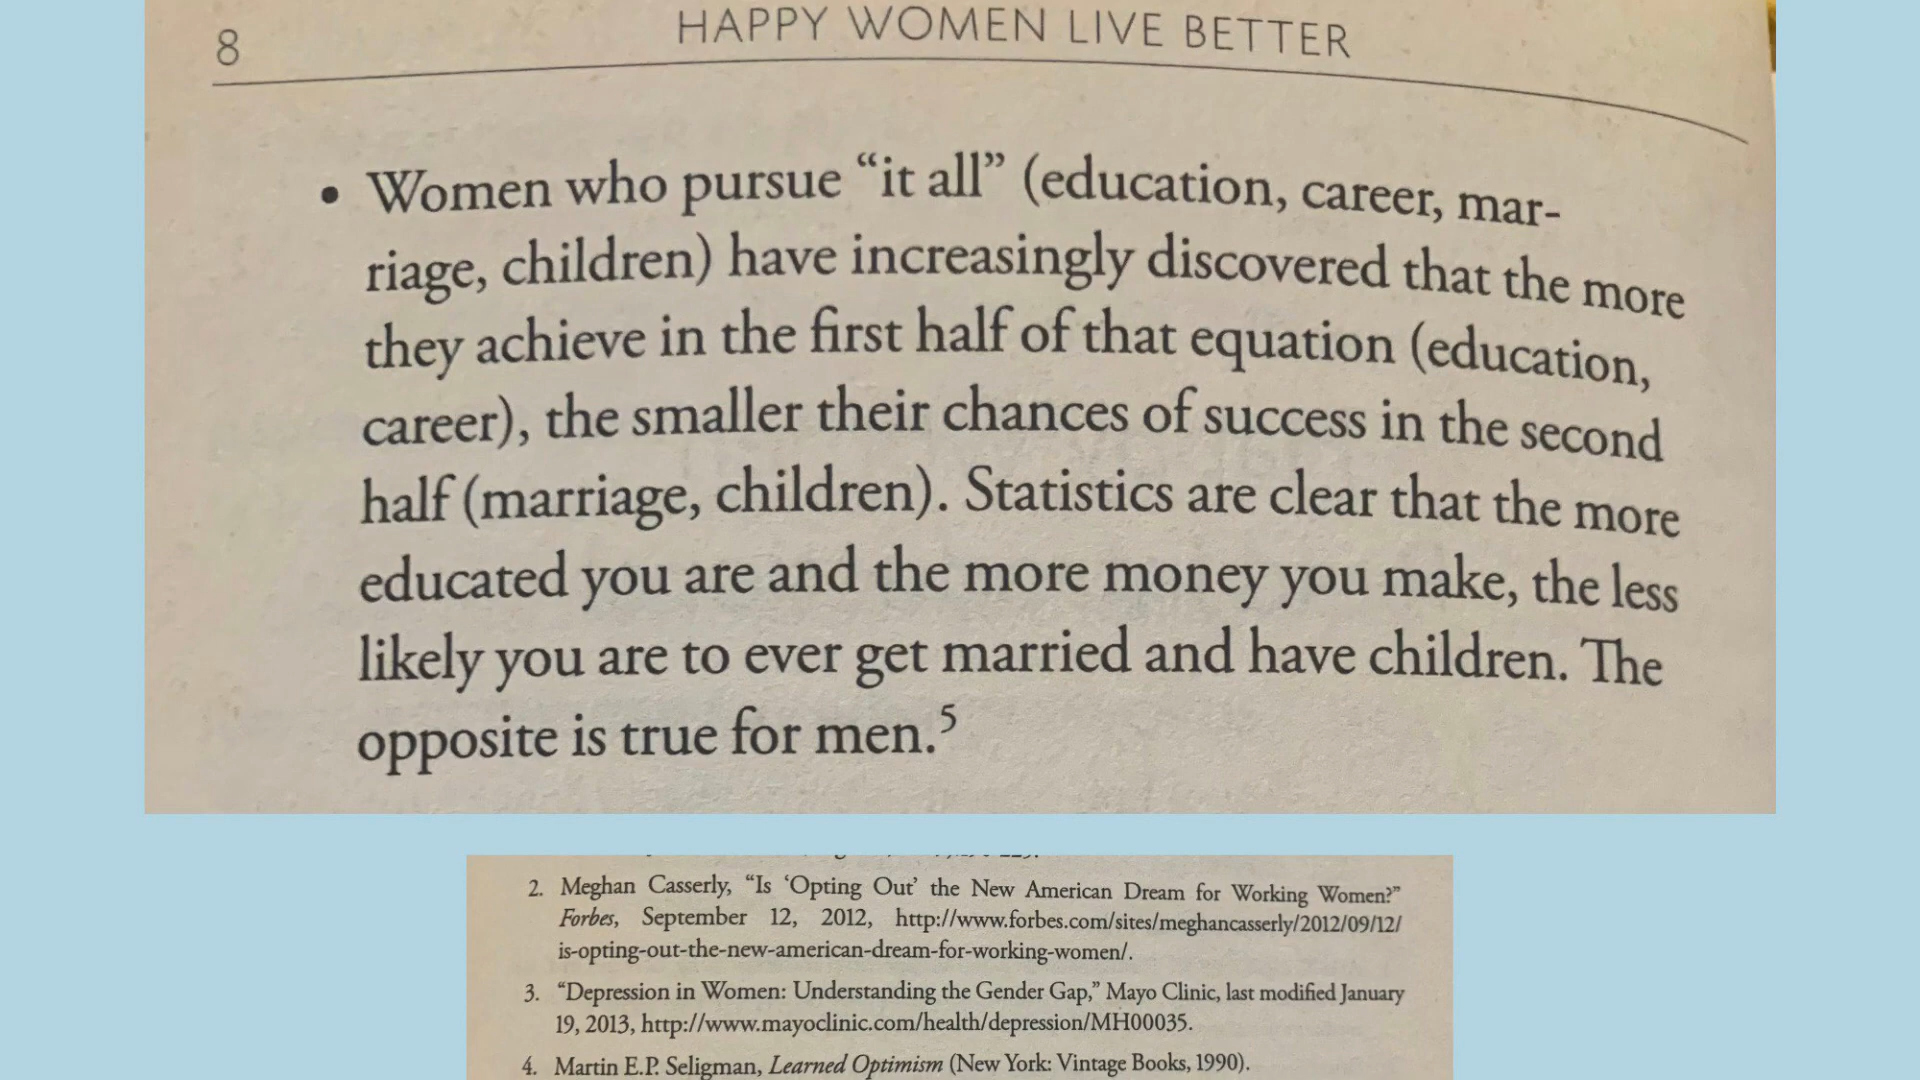 8
HAPPY WOMEN LIVE BETTER
• Women who pursue “it all” (education, career, mar-
riage, children) have increasingly discovered that the more
they achieve in the first half of that equation (education,
career), the smaller their chances of success in the second
half (marriage, children). Statistics are clear that the more
educated you are and the more money you make, the less
likely you are to ever get married and have children. The
opposite is true for men.5
2. Meghan Casserly, “Is ‘Opting Out’ the New American Dream for Working Women?”
Forbes, September 12, 2012, http://www.forbes.com/sites/meghancasserly/2012/09/12/
is-opting-out-the-new-american-dream-for-working-women/.
3. “Depression in Women: Understanding the Gender Gap,” Mayo Clinic, last modified January
19, 2013, http://www.mayoclinic.com/health/depression/MH00035.
4. Martin E.P. Seligman, Learned Optimism (New York: Vintage Books, 1990).